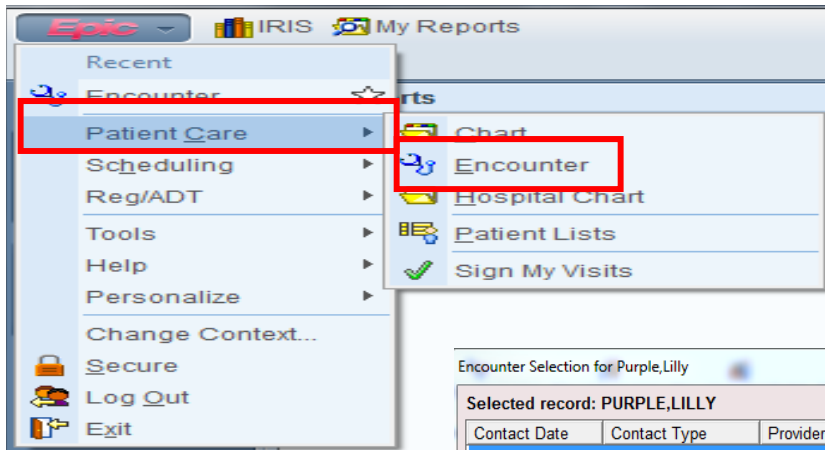 Epic IRIS My Reports
Recent
Encounter rts
Patient Care Chart
Scheduling Encounter
Reg/ADT Hospital Chart
Tools Patient Lists
Help Sign My Visits
Personalize
Change Context...
Secure
Log Out
Exit
Encounter Selection for Purple,Lilly
Selected record: PURPLE,LILLY
Contact Date Contact Type Provider